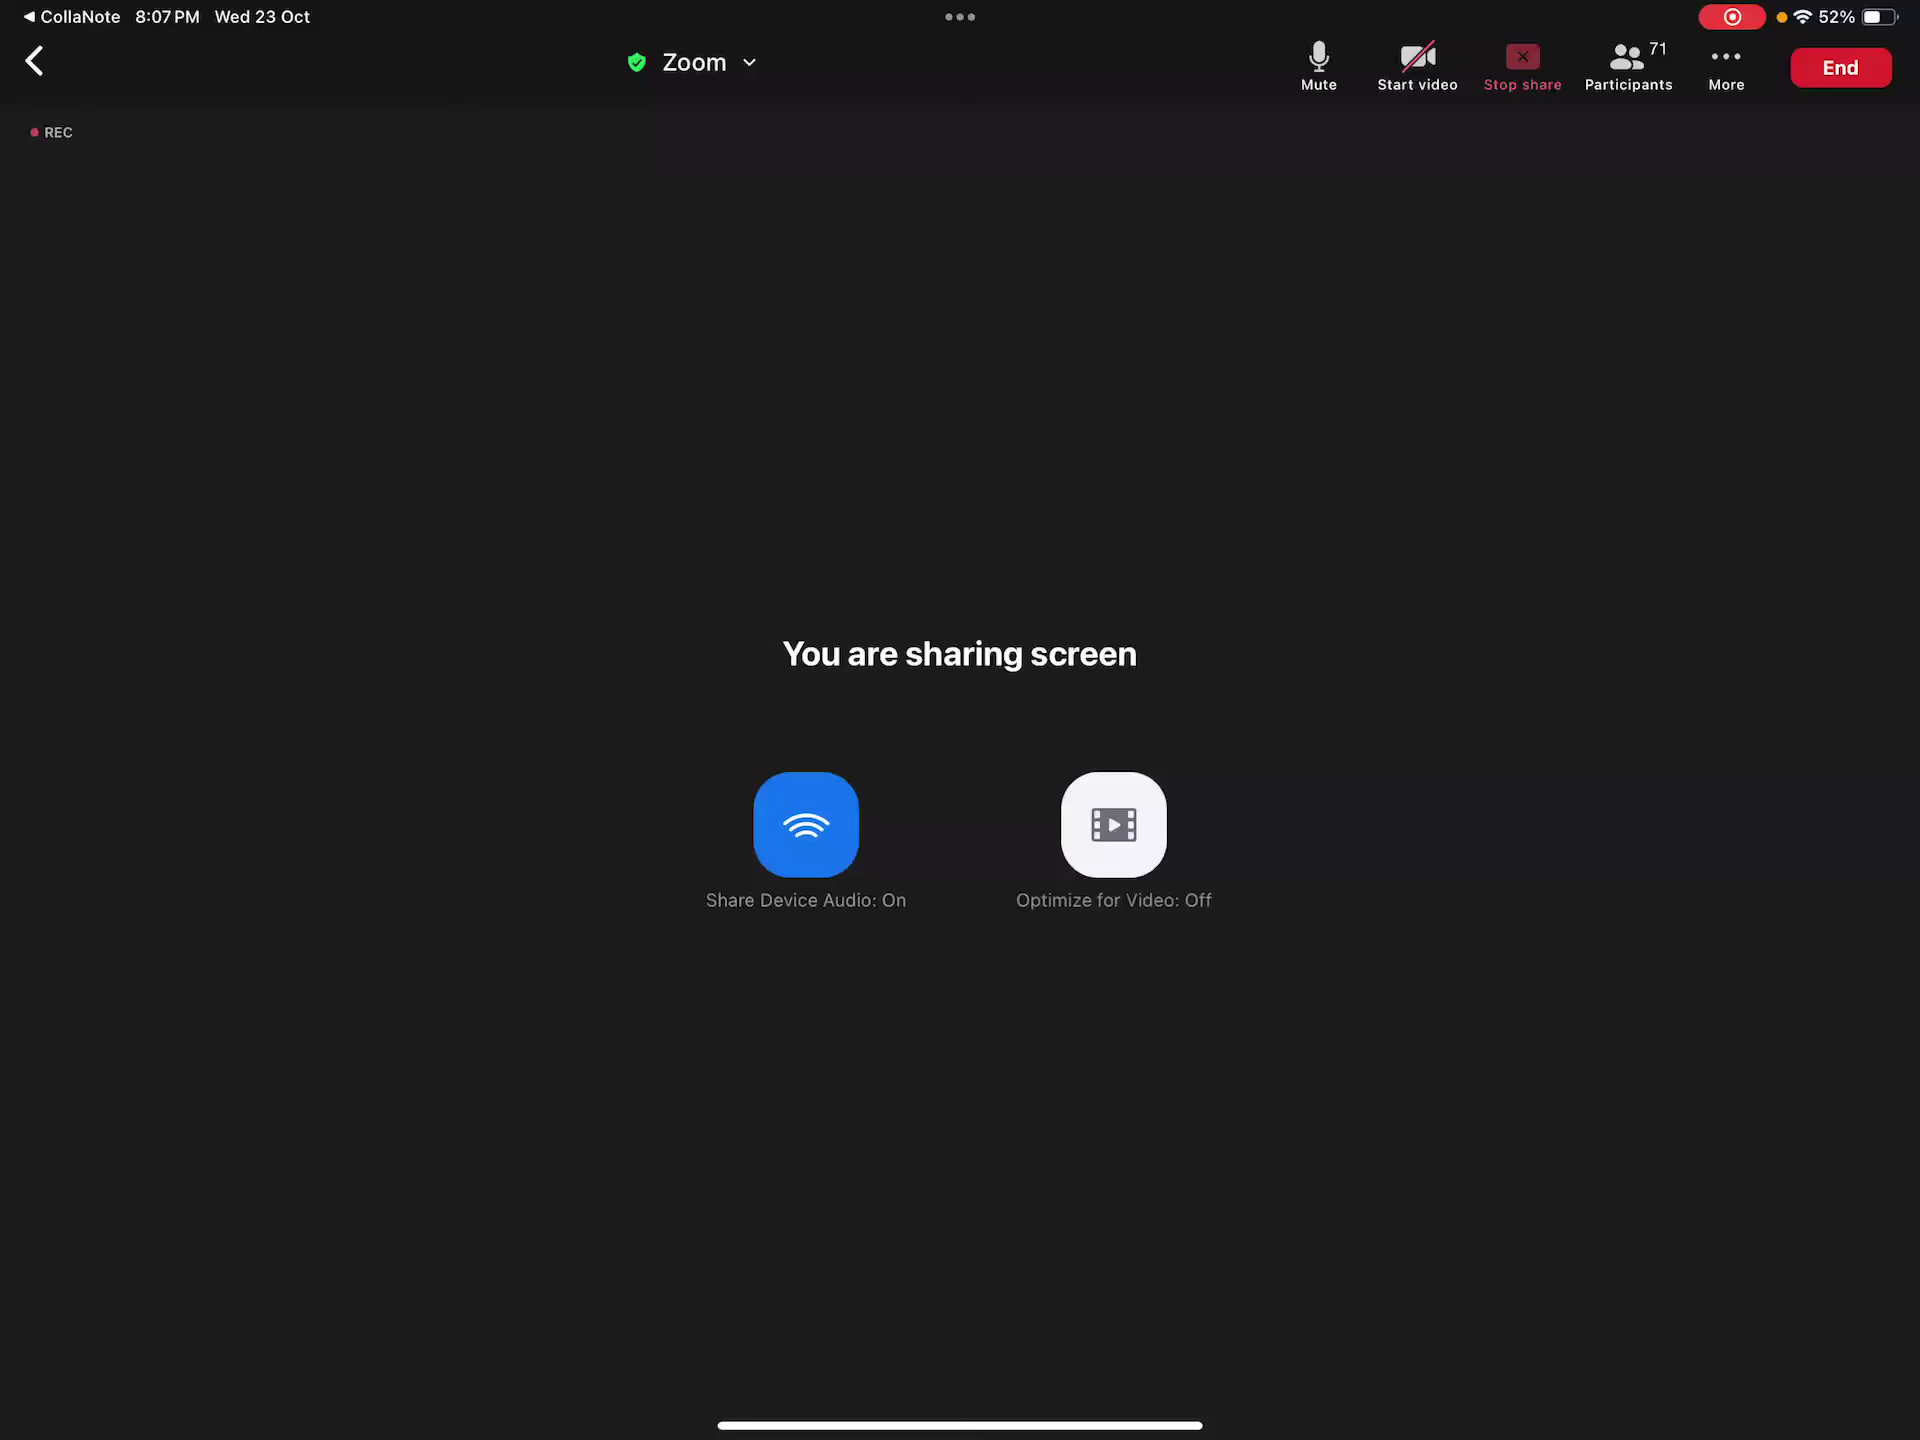 CollaNote 8:07 PM Wed 23 Oct
52%
Zoom
Mute
Start video
Stop share
71
Participants
More
End
REC
You are sharing screen
Share Device Audio: On
Optimize for Video: Off